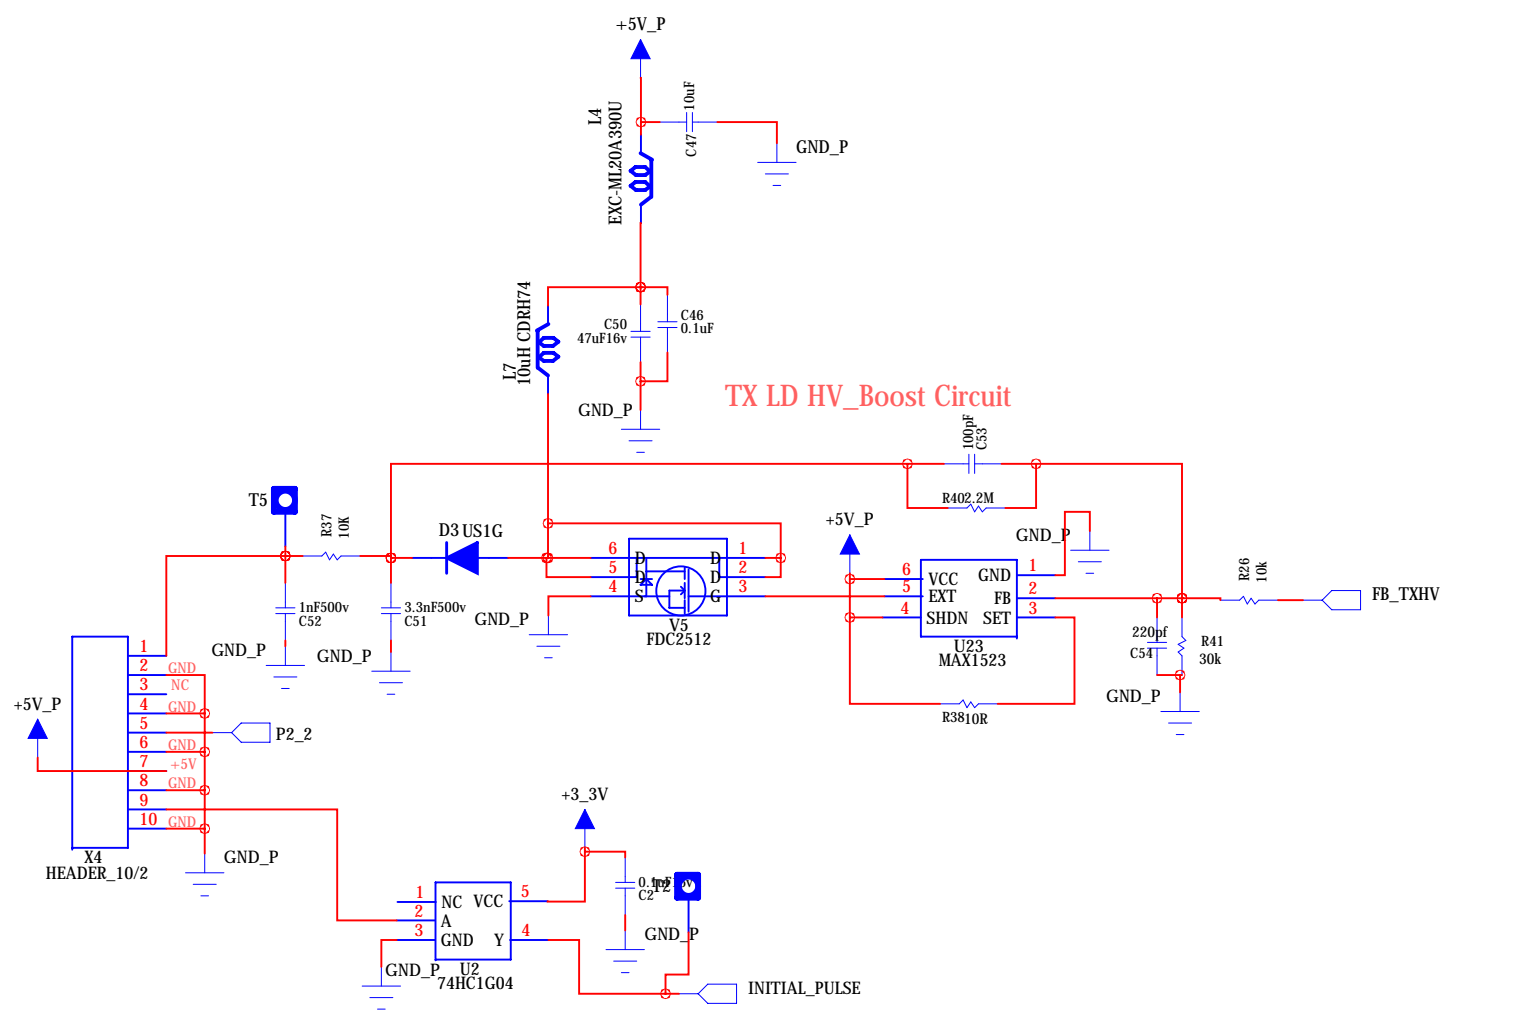 +5V_P
L4
EXC-ML20A390U
10uF
C47
GND_P
L7
10uH CDRH74
C50
47uF16v
C46
0.1uF
GND_P
TX LD HV_Boost Circuit
100pF
C53
R402.2M
T5
R37
10K
D3 US1G
6 D D 1
5 D D 2
4 S G 3
V5
FDC2512
GND_P
1nF500v
C52
GND_P
3.3nF500v
C51
GND_P
+5V_P
GND_P
6 VCC GND 1
5 EXT FB 2
4 SHDN SET 3
U23
MAX1523
R3810R
R26
10k
FB_TXHV
220pf
C54
R41
30k
GND_P
1
2 GND
3 NC
4 GND
5
6 GND
7 +5V
8 GND
9
10 GND
+5V_P
P2_2
X4
HEADER_10/2
GND_P
+3_3V
C2
GND_P
1 NC VCC 5
2 A
3 GND Y 4
U2
74HC1G04
GND_P
INITIAL_PULSE